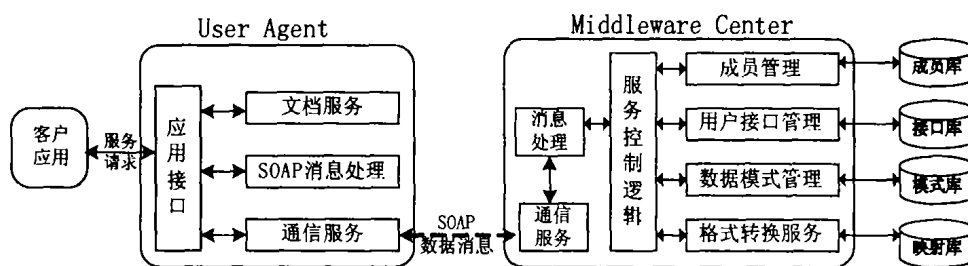 User Agent
Middleware Center
客户
应用
服务
请求
应用接口
文档服务
SOAP消息处理
通信服务
SOAP
数据消息
消息
处理
通信
服务
服务控制逻辑
成员管理
用户接口管理
数据模式管理
格式转换服务
成员库
接口库
模式库
映射库